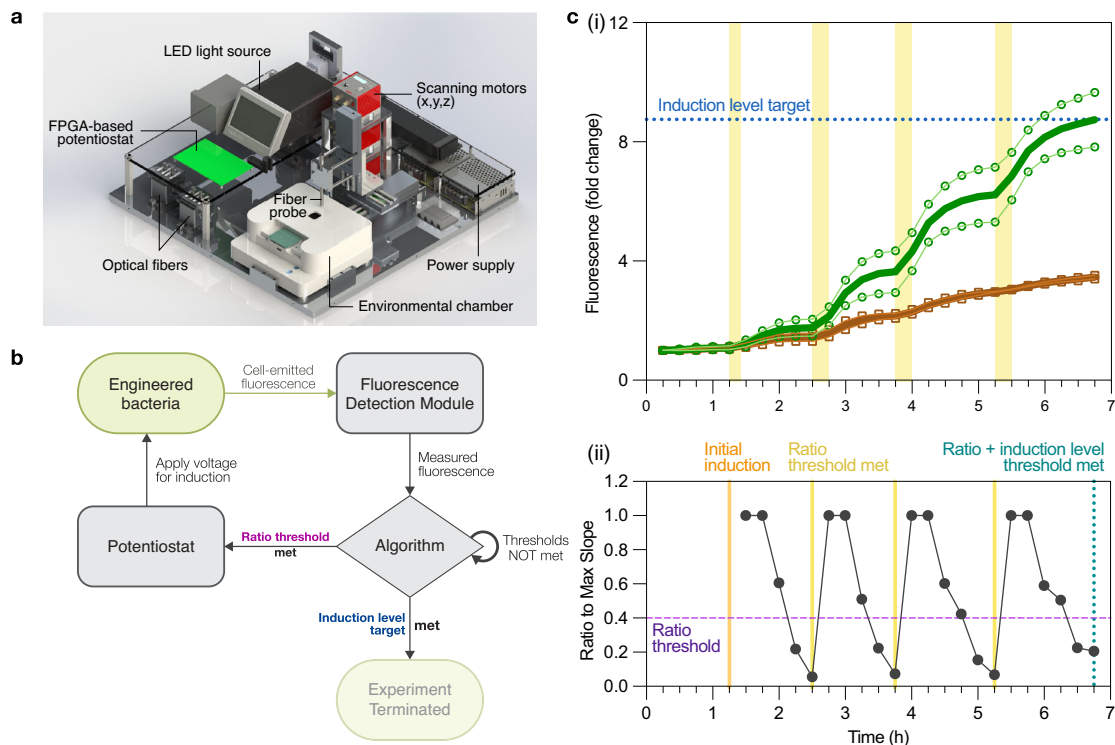 a
LED light source
Scanning motors
(x,y,z)
FPGA-based
potentiostat
Fiber
probe
Optical fibers
Power supply
Environmental chamber
b
Engineered
bacteria
Cell-emitted
fluorescence
Fluorescence
Detection Module
Apply voltage
for induction
Measured
fluorescence
Potentiostat
Ratio threshold
met
Algorithm
Thresholds
NOT met
Induction level
target
met
Experiment
Terminated
c
(i)
12
8
4
0
Fluorescence (fold change)
Induction level target
0 1 2 3 4 5 6 7
(ii)
Initial
induction
Ratio
threshold met
Ratio + induction level
threshold met
1.2
1.0
0.8
0.6
0.4
0.2
0.0
Ratio to Max Slope
Ratio
threshold
0 1 2 3 4 5 6 7
Time (h)